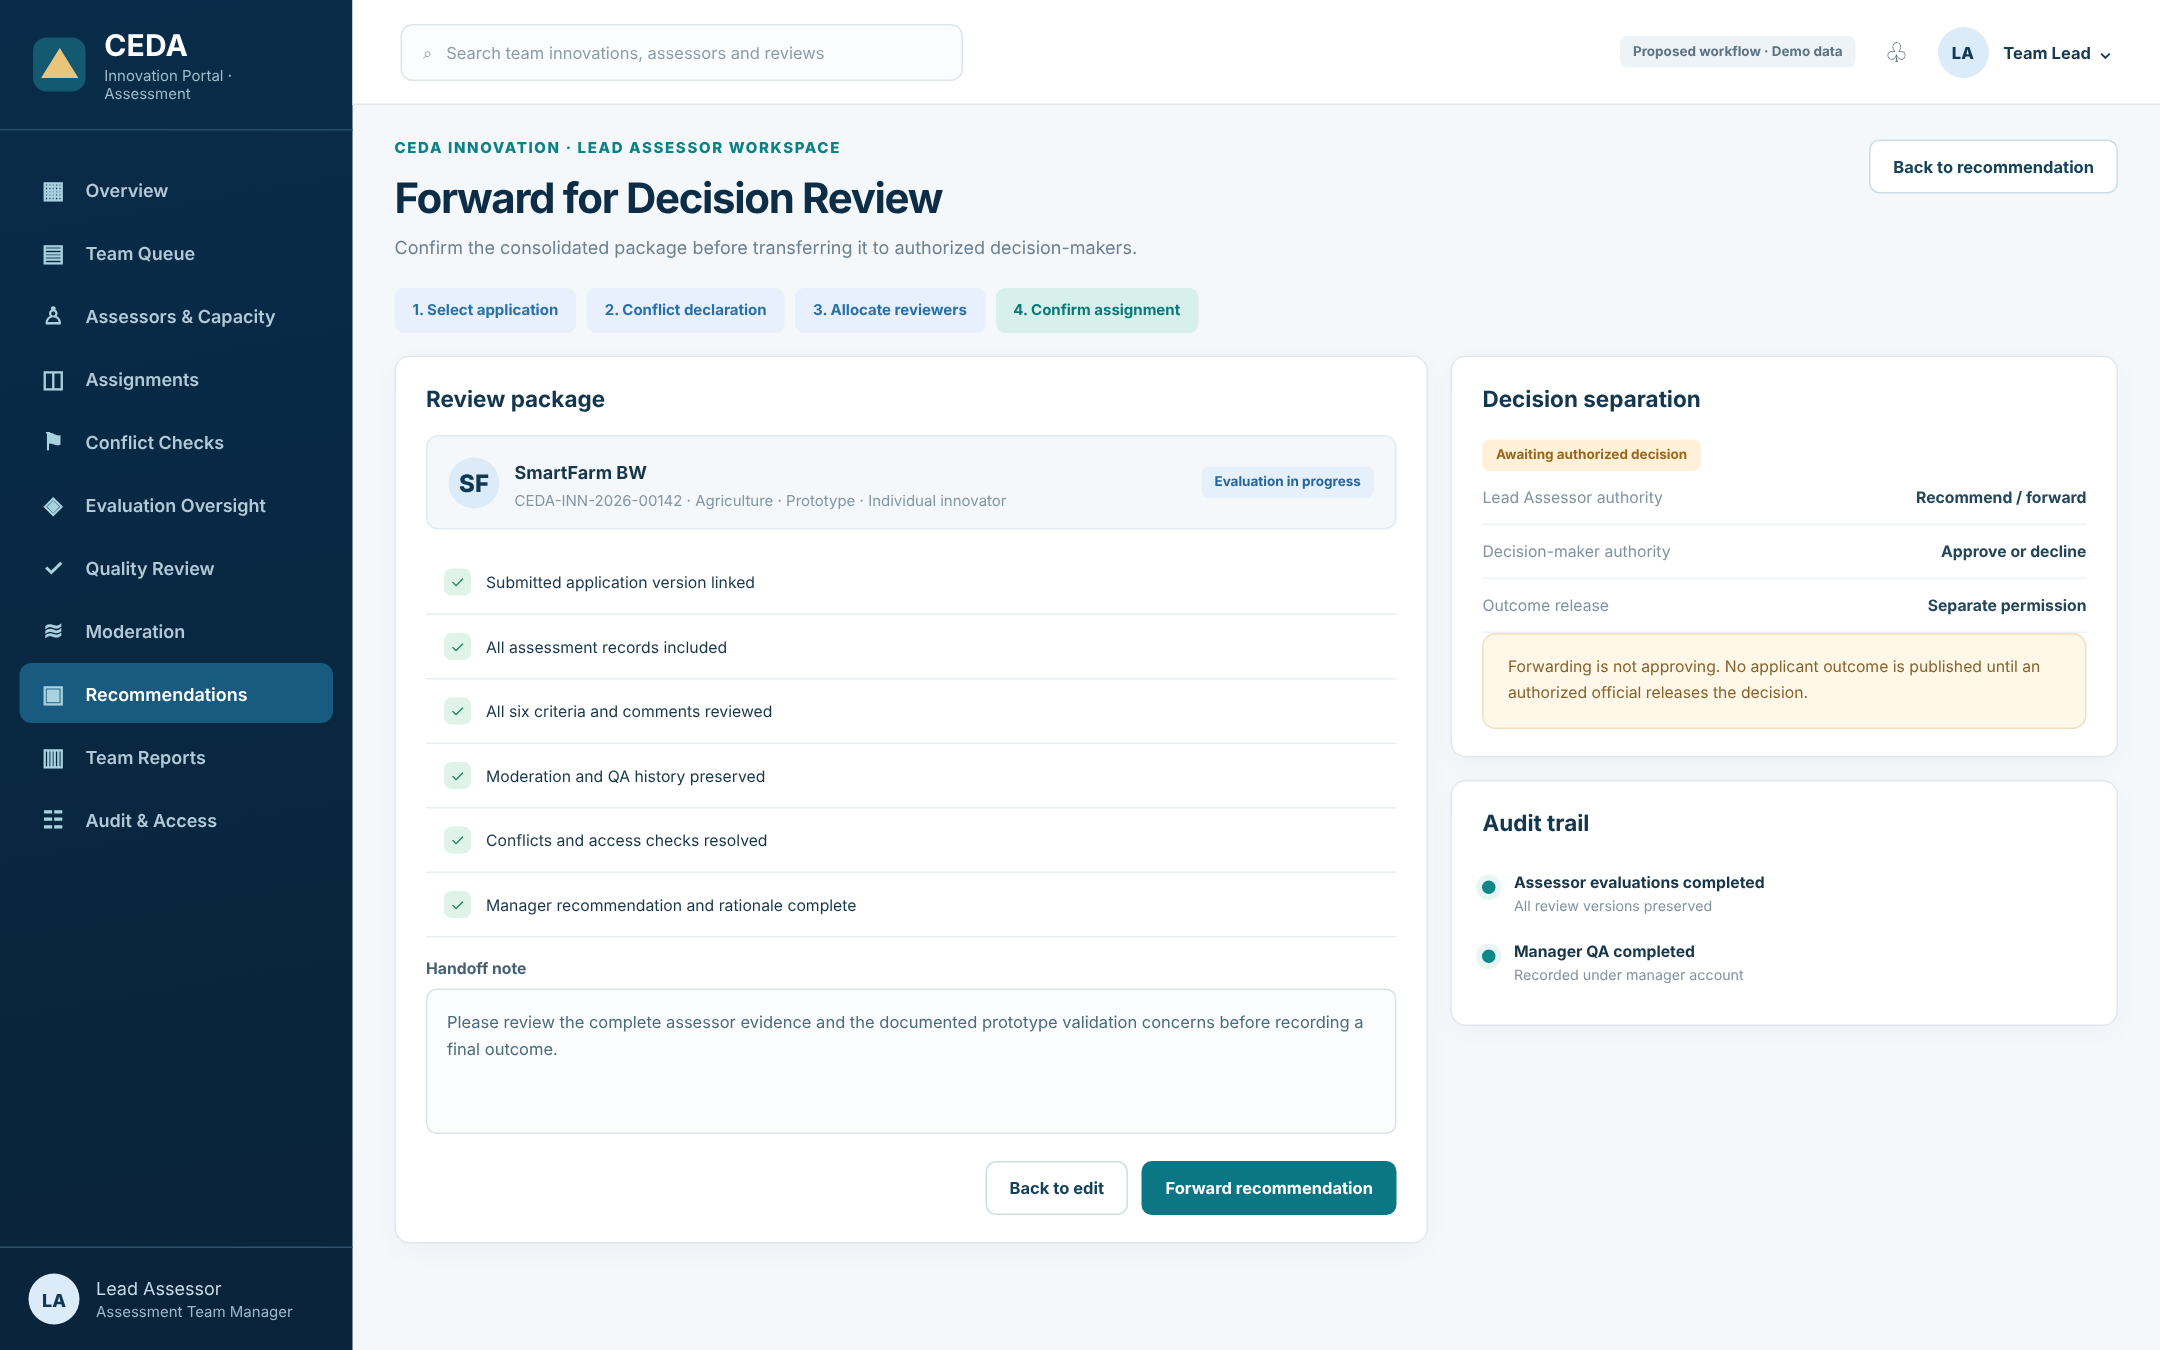 CEDA
Innovation Portal ·
Assessment
Overview
Team Queue
Assessors & Capacity
Assignments
Conflict Checks
Evaluation Oversight
Quality Review
Moderation
Recommendations
Team Reports
Audit & Access
LA
Lead Assessor
Assessment Team Manager
Search team innovations, assessors and reviews
Proposed workflow · Demo data
LA
Team Lead
CEDA INNOVATION · LEAD ASSESSOR WORKSPACE
Forward for Decision Review
Confirm the consolidated package before transferring it to authorized decision-makers.
Back to recommendation
1. Select application
2. Conflict declaration
3. Allocate reviewers
4. Confirm assignment
Review package
SF
SmartFarm BW
CEDA-INN-2026-00142 · Agriculture · Prototype · Individual innovator
Evaluation in progress
Submitted application version linked
All assessment records included
All six criteria and comments reviewed
Moderation and QA history preserved
Conflicts and access checks resolved
Manager recommendation and rationale complete
Handoff note
Please review the complete assessor evidence and the documented prototype validation concerns before recording a
final outcome.
Back to edit
Forward recommendation
Decision separation
Awaiting authorized decision
Lead Assessor authority
Recommend / forward
Decision-maker authority
Approve or decline
Outcome release
Separate permission
Forwarding is not approving. No applicant outcome is published until an
authorized official releases the decision.
Audit trail
Assessor evaluations completed
All review versions preserved
Manager QA completed
Recorded under manager account